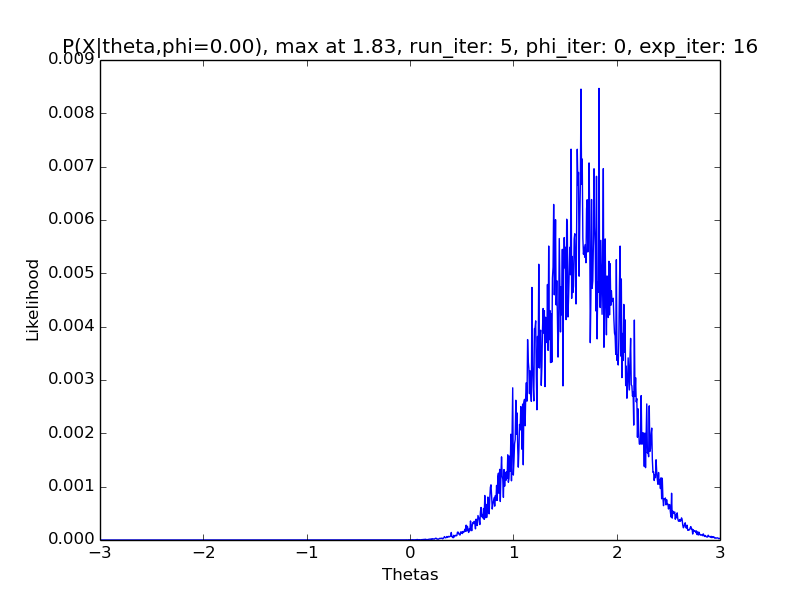 P(X|theta,phi=0.00), max at 1.83, run_iter: 5, phi_iter: 0, exp_iter: 16
0.009
0.008
0.007
0.006
0.005
0.004
0.003
0.002
0.001
0.000
Likelihood
−3 −2 −1 0 1 2 3
Thetas